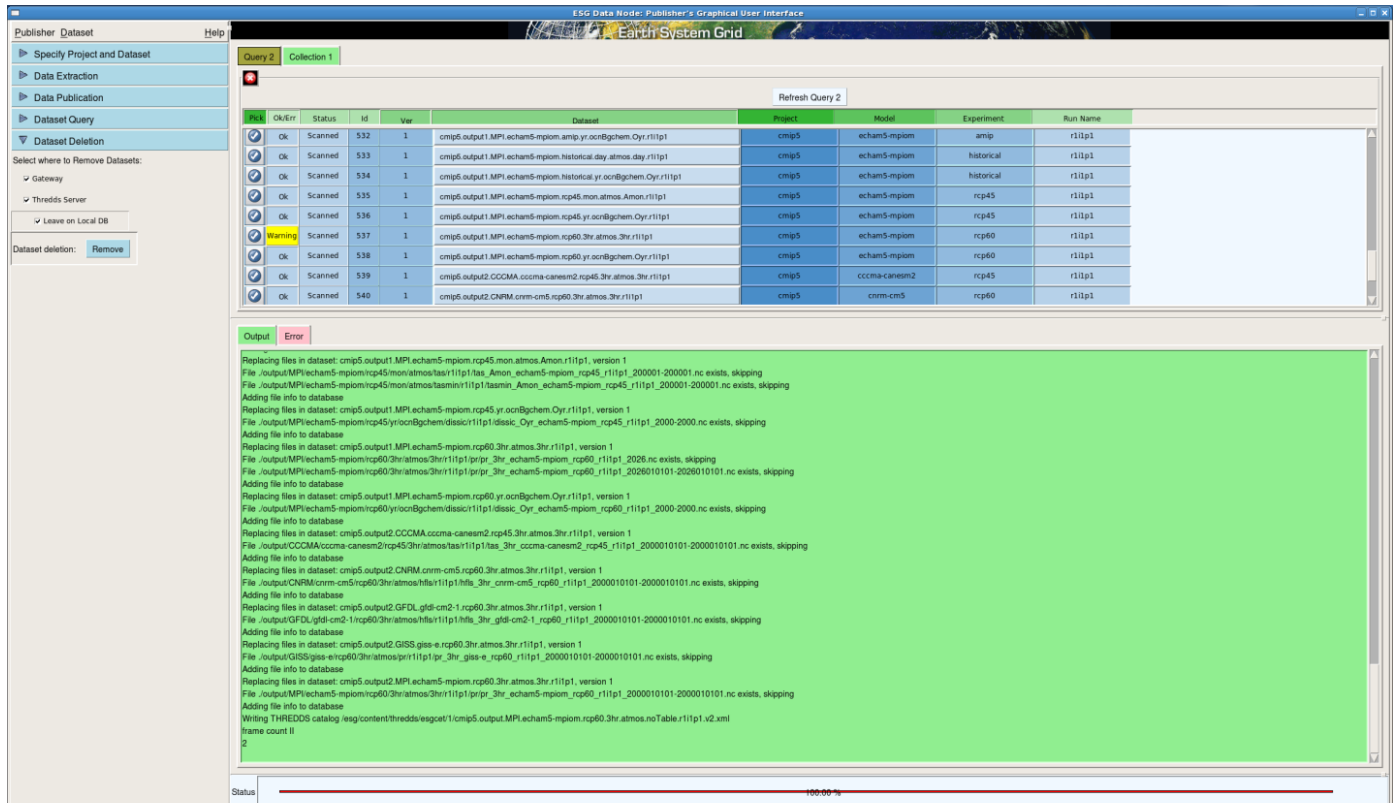 ESG Data Node: Publisher's Graphical User Interface
Publisher Dataset Help
Earth System Grid
Specify Project and Dataset
Data Extraction
Data Publication
Dataset Query
Dataset Deletion
Select where to Remove Datasets:
Gateway
Thredds Server
Leave on Local DB
Dataset deletion: Remove
Query 2 Collection 1
Refresh Query 2
Pick Ok/Err Status Id Ver Dataset Project Model Experiment Run Name
Ok Scanned 532 1 cmip5.output1.MPI.echam5-mpiom.amip.yr.ocnBgchem.Oyr.r1i1p1 cmip5 echam5-mpiom amip r1i1p1
Ok Scanned 533 1 cmip5.output1.MPI.echam5-mpiom.historical.day.atmos.day.r1i1p1 cmip5 echam5-mpiom historical r1i1p1
Ok Scanned 534 1 cmip5.output1.MPI.echam5-mpiom.historical.yr.ocnBgchem.Oyr.r1i1p1 cmip5 echam5-mpiom historical r1i1p1
Ok Scanned 535 1 cmip5.output1.MPI.echam5-mpiom.rcp45.mon.atmos.Amon.r1i1p1 cmip5 echam5-mpiom rcp45 r1i1p1
Ok Scanned 536 1 cmip5.output1.MPI.echam5-mpiom.rcp45.yr.ocnBgchem.Oyr.r1i1p1 cmip5 echam5-mpiom rcp45 r1i1p1
Warning Scanned 537 1 cmip5.output1.MPI.echam5-mpiom.rcp60.3hr.atmos.3hr.r1i1p1 cmip5 echam5-mpiom rcp60 r1i1p1
Ok Scanned 538 1 cmip5.output1.MPI.echam5-mpiom.rcp60.yr.ocnBgchem.Oyr.r1i1p1 cmip5 echam5-mpiom rcp60 r1i1p1
Ok Scanned 539 1 cmip5.output2.CCCMA.cccma-canesm2.rcp45.3hr.atmos.3hr.r1i1p1 cmip5 cccma-canesm2 rcp45 r1i1p1
Ok Scanned 540 1 cmip5.output2.CNRM.cnrm-cm5.rcp60.3hr.atmos.3hr.r1i1p1 cmip5 cnrm-cm5 rcp60 r1i1p1
Output Error
Replacing files in dataset: cmip5.output1.MPI.echam5-mpiom.rcp45.mon.atmos.Amon.r1i1p1, version 1
File ./output/MPI/echam5-mpiom/rcp45/mon/atmos/tas/r1i1p1/tas_Amon_echam5-mpiom_rcp45_r1i1p1_200001-200001.nc exists, skipping
File ./output/MPI/echam5-mpiom/rcp45/mon/atmos/tasmin/r1i1p1/tasmin_Amon_echam5-mpiom_rcp45_r1i1p1_200001-200001.nc exists, skipping
Adding file info to database
Replacing files in dataset: cmip5.output1.MPI.echam5-mpiom.rcp45.yr.ocnBgchem.Oyr.r1i1p1, version 1
File ./output/MPI/echam5-mpiom/rcp45/yr/ocnBgchem/dissic/r1i1p1/dissic_Oyr_echam5-mpiom_rcp45_r1i1p1_2000-2000.nc exists, skipping
Adding file info to database
Replacing files in dataset: cmip5.output1.MPI.echam5-mpiom.rcp60.3hr.atmos.3hr.r1i1p1, version 1
File ./output/MPI/echam5-mpiom/rcp60/3hr/atmos/3hr/r1i1p1/pr/pr_3hr_echam5-mpiom_rcp60_r1i1p1_2026.nc exists, skipping
File ./output/MPI/echam5-mpiom/rcp60/3hr/atmos/3hr/r1i1p1/pr/pr_3hr_echam5-mpiom_rcp60_r1i1p1_2026010101-2026010101.nc exists, skipping
Adding file info to database
Replacing files in dataset: cmip5.output1.MPI.echam5-mpiom.rcp60.yr.ocnBgchem.Oyr.r1i1p1, version 1
File ./output/MPI/echam5-mpiom/rcp60/yr/ocnBgchem/dissic/r1i1p1/dissic_Oyr_echam5-mpiom_rcp60_r1i1p1_2000-2000.nc exists, skipping
Adding file info to database
Replacing files in dataset: cmip5.output2.CCCMA.cccma-canesm2.rcp45.3hr.atmos.3hr.r1i1p1, version 1
File ./output/CCCMA/cccma-canesm2/rcp45/3hr/atmos/tas/r1i1p1/tas_3hr_cccma-canesm2_rcp45_r1i1p1_2000010101-2000010101.nc exists, skipping
Adding file info to database
Replacing files in dataset: cmip5.output2.CNRM.cnrm-cm5.rcp60.3hr.atmos.3hr.r1i1p1, version 1
File ./output/CNRM/cnrm-cm5/rcp60/3hr/atmos/hfls/r1i1p1/hfls_3hr_cnrm-cm5_rcp60_r1i1p1_2000010101-2000010101.nc exists, skipping
Adding file info to database
Replacing files in dataset: cmip5.output2.GFDL.gfdl-cm2-1.rcp60.3hr.atmos.3hr.r1i1p1, version 1
File ./output/GFDL/gfdl-cm2-1/rcp60/3hr/atmos/hfls/r1i1p1/hfls_3hr_gfdl-cm2-1_rcp60_r1i1p1_2000010101-2000010101.nc exists, skipping
Adding file info to database
Replacing files in dataset: cmip5.output2.GISS.giss-e.rcp60.3hr.atmos.3hr.r1i1p1, version 1
File ./output/GISS/giss-e/rcp60/3hr/atmos/pr/r1i1p1/pr_3hr_giss-e_rcp60_r1i1p1_2000010101-2000010101.nc exists, skipping
Adding file info to database
Replacing files in dataset: cmip5.output2.MPI.echam5-mpiom.rcp60.3hr.atmos.3hr.r1i1p1, version 1
File ./output/MPI/echam5-mpiom/rcp60/3hr/atmos/3hr/r1i1p1/pr/pr_3hr_echam5-mpiom_rcp60_r1i1p1_2000010101-2000010101.nc exists, skipping
Adding file info to database
Writing THREDDS catalog /esg/content/thredds/esgcet/1/cmip5.output.MPI.echam5-mpiom.rcp60.3hr.atmos.noTable.r1i1p1.v2.xml
frame count II
2
Status 100.00 %